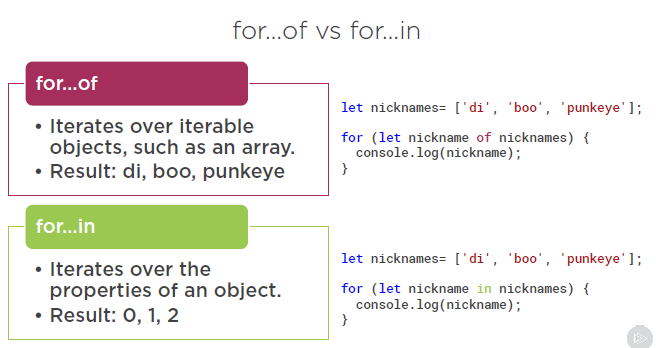 for...of vs for...in
for...of
• Iterates over iterable
objects, such as an array.
• Result: di, boo, punkeye
let nicknames= ['di', 'boo', 'punkeye'];
for (let nickname of nicknames) {
  console.log(nickname);
}
for...in
• Iterates over the
properties of an object.
• Result: 0, 1, 2
let nicknames= ['di', 'boo', 'punkeye'];
for (let nickname in nicknames) {
  console.log(nickname);
}